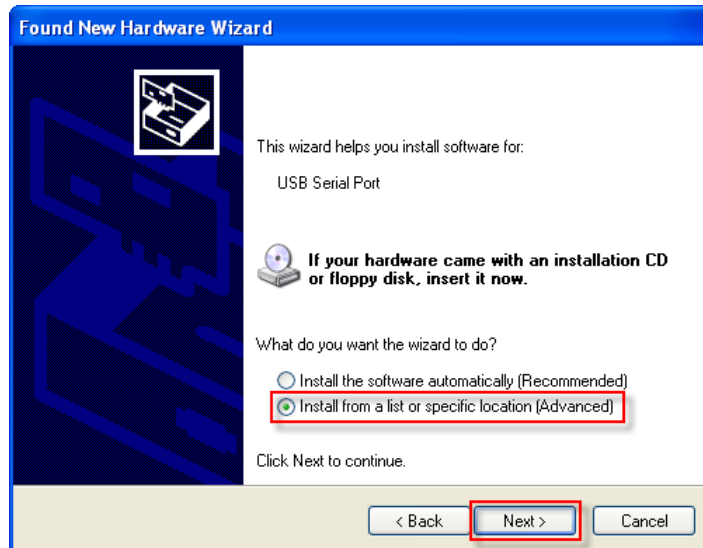 Found New Hardware Wizard
This wizard helps you install software for:
USB Serial Port
If your hardware came with an installation CD
or floppy disk, insert it now.
What do you want the wizard to do?
Install the software automatically (Recommended)
Install from a list or specific location (Advanced)
Click Next to continue.
< Back
Next >
Cancel